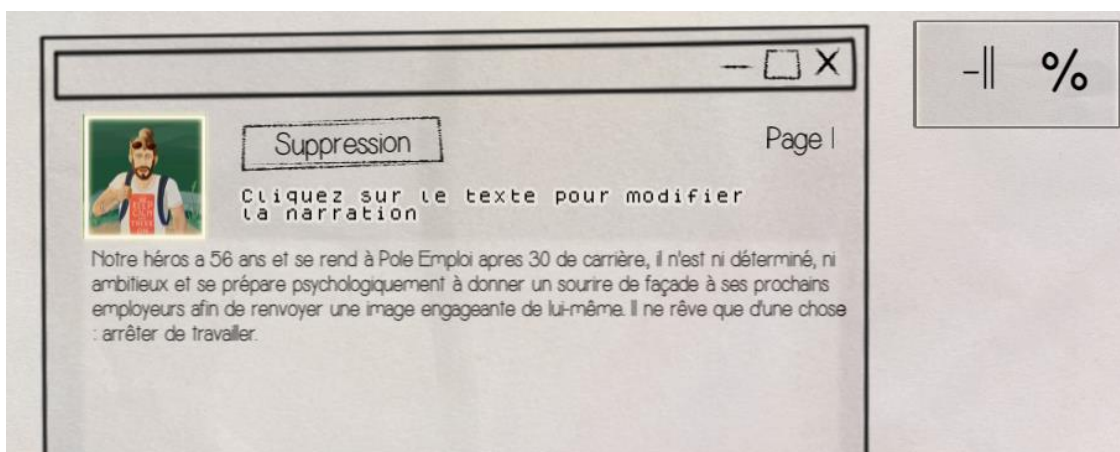 -|| %
Suppression
Page |
Cliquez sur le texte pour modifier
la narration
Notre héros a 56 ans et se rend à Pole Emploi apres 30 de carrière, il n'est ni déterminé, ni
ambitieux et se prépare psychologiquement à donner un sourire de façade à ses prochains
employeurs afin de renvoyer une image engageante de lui-même. Il ne rêve que d'une chose
: arrêter de travailler.